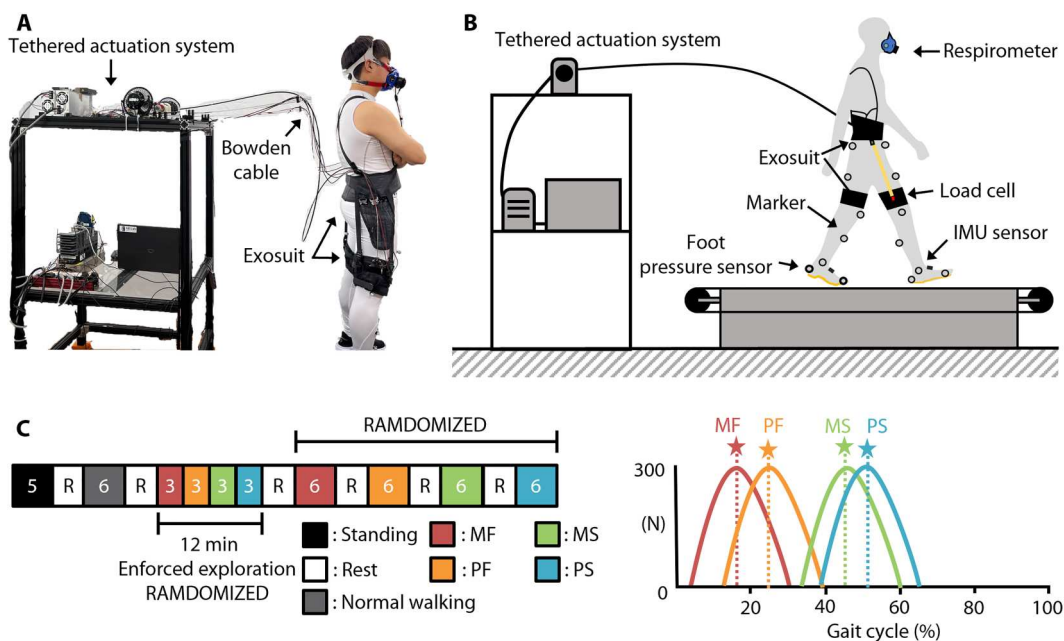 A
Tethered actuation system
Bowden
cable
Exosuit
B
Tethered actuation system
Respirometer
Exosuit
Load cell
Marker
IMU sensor
Foot
pressure sensor
C
RAMDOMIZED
5 R 6 R 3 3 3 3 R 6 R 6 R 6 R 6
12 min
Enforced exploration
RAMDOMIZED
: Standing
: MF
: MS
: Rest
: PF
: PS
: Normal walking
MF PF MS PS
300
(N)
0
20 40 60 80 100
Gait cycle (%)